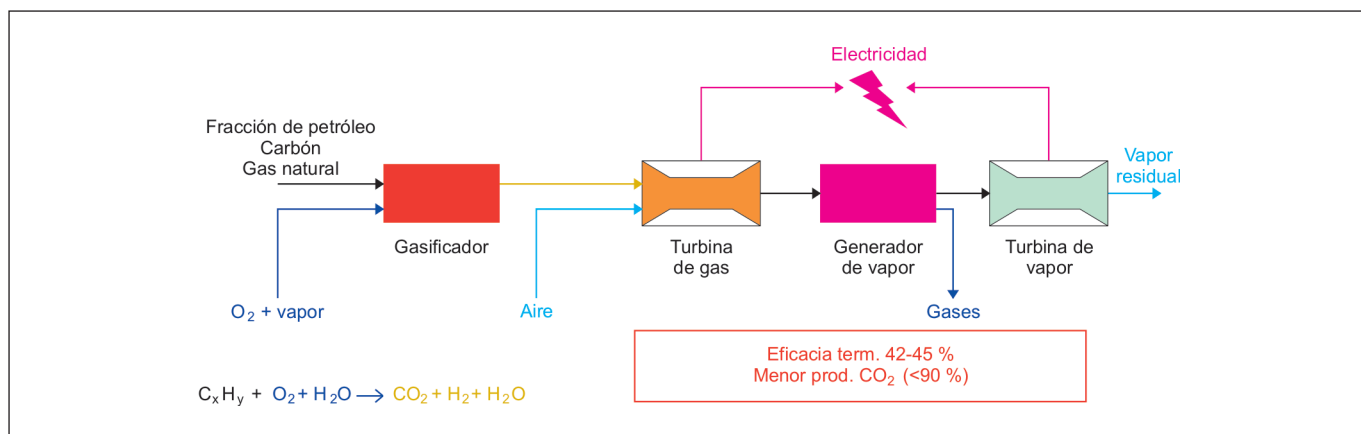 Electricidad
Fracción de petróleo
Carbón
Gas natural
Vapor
residual
Gasificador
Turbina
de gas
Generador
de vapor
Turbina de
vapor
O₂ + vapor
Aire
Gases
Eficacia term. 42-45 %
Menor prod. CO₂ (<90 %)
CₓHᵧ + O₂ + H₂O → CO₂ + H₂ + H₂O